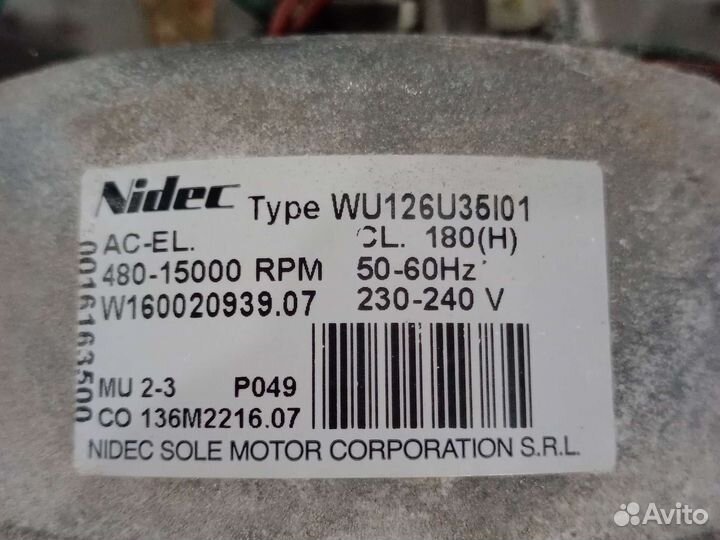 Nidec Type WU126U35I01
AC-EL. CL. 180(H)
480-15000 RPM 50-60Hz
W160020939.07 230-240 V
MU 2-3 P049
CO 136M2216.07
NIDEC SOLE MOTOR CORPORATION S.R.L.
0016163500
Avito